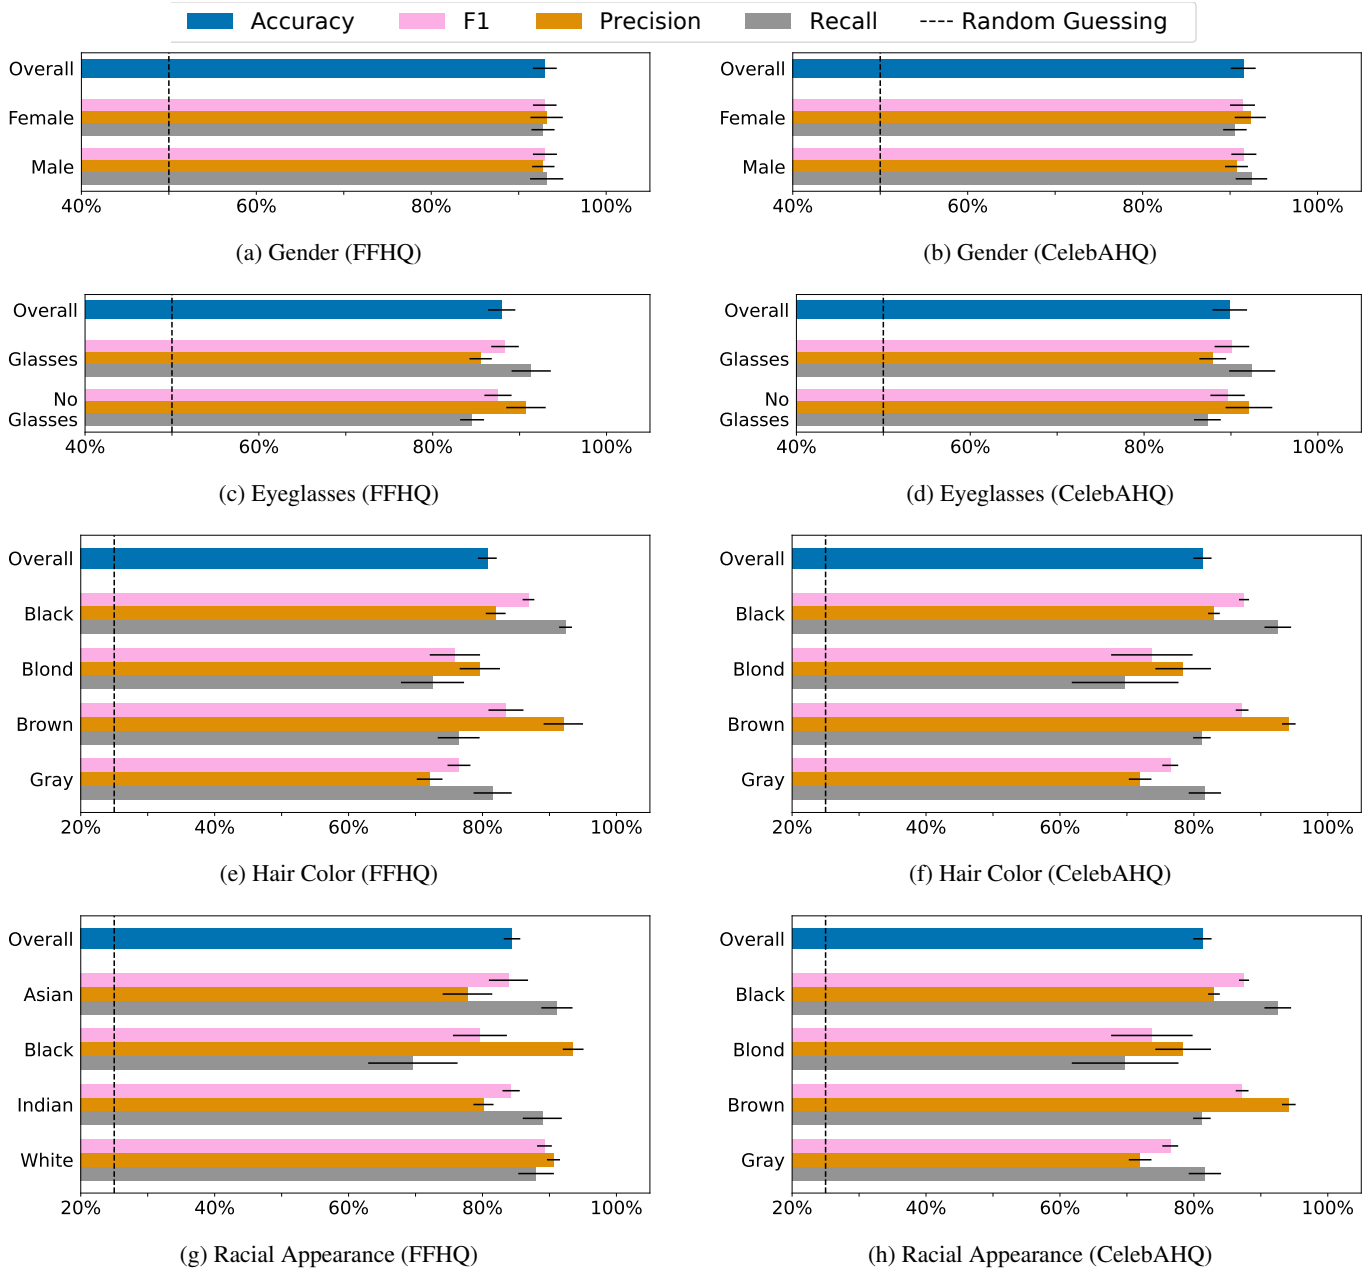 Accuracy F1 Precision Recall Random Guessing
Overall
Female
Male
40% 60% 80% 100%
(a) Gender (FFHQ)
Overall
Female
Male
40% 60% 80% 100%
(b) Gender (CelebAHQ)
Overall
Glasses
No
Glasses
40% 60% 80% 100%
(c) Eyeglasses (FFHQ)
Overall
Glasses
No
Glasses
40% 60% 80% 100%
(d) Eyeglasses (CelebAHQ)
Overall
Black
Blond
Brown
Gray
20% 40% 60% 80% 100%
(e) Hair Color (FFHQ)
Overall
Black
Blond
Brown
Gray
20% 40% 60% 80% 100%
(f) Hair Color (CelebAHQ)
Overall
Asian
Black
Indian
White
20% 40% 60% 80% 100%
(g) Racial Appearance (FFHQ)
Overall
Black
Blond
Brown
Gray
20% 40% 60% 80% 100%
(h) Racial Appearance (CelebAHQ)